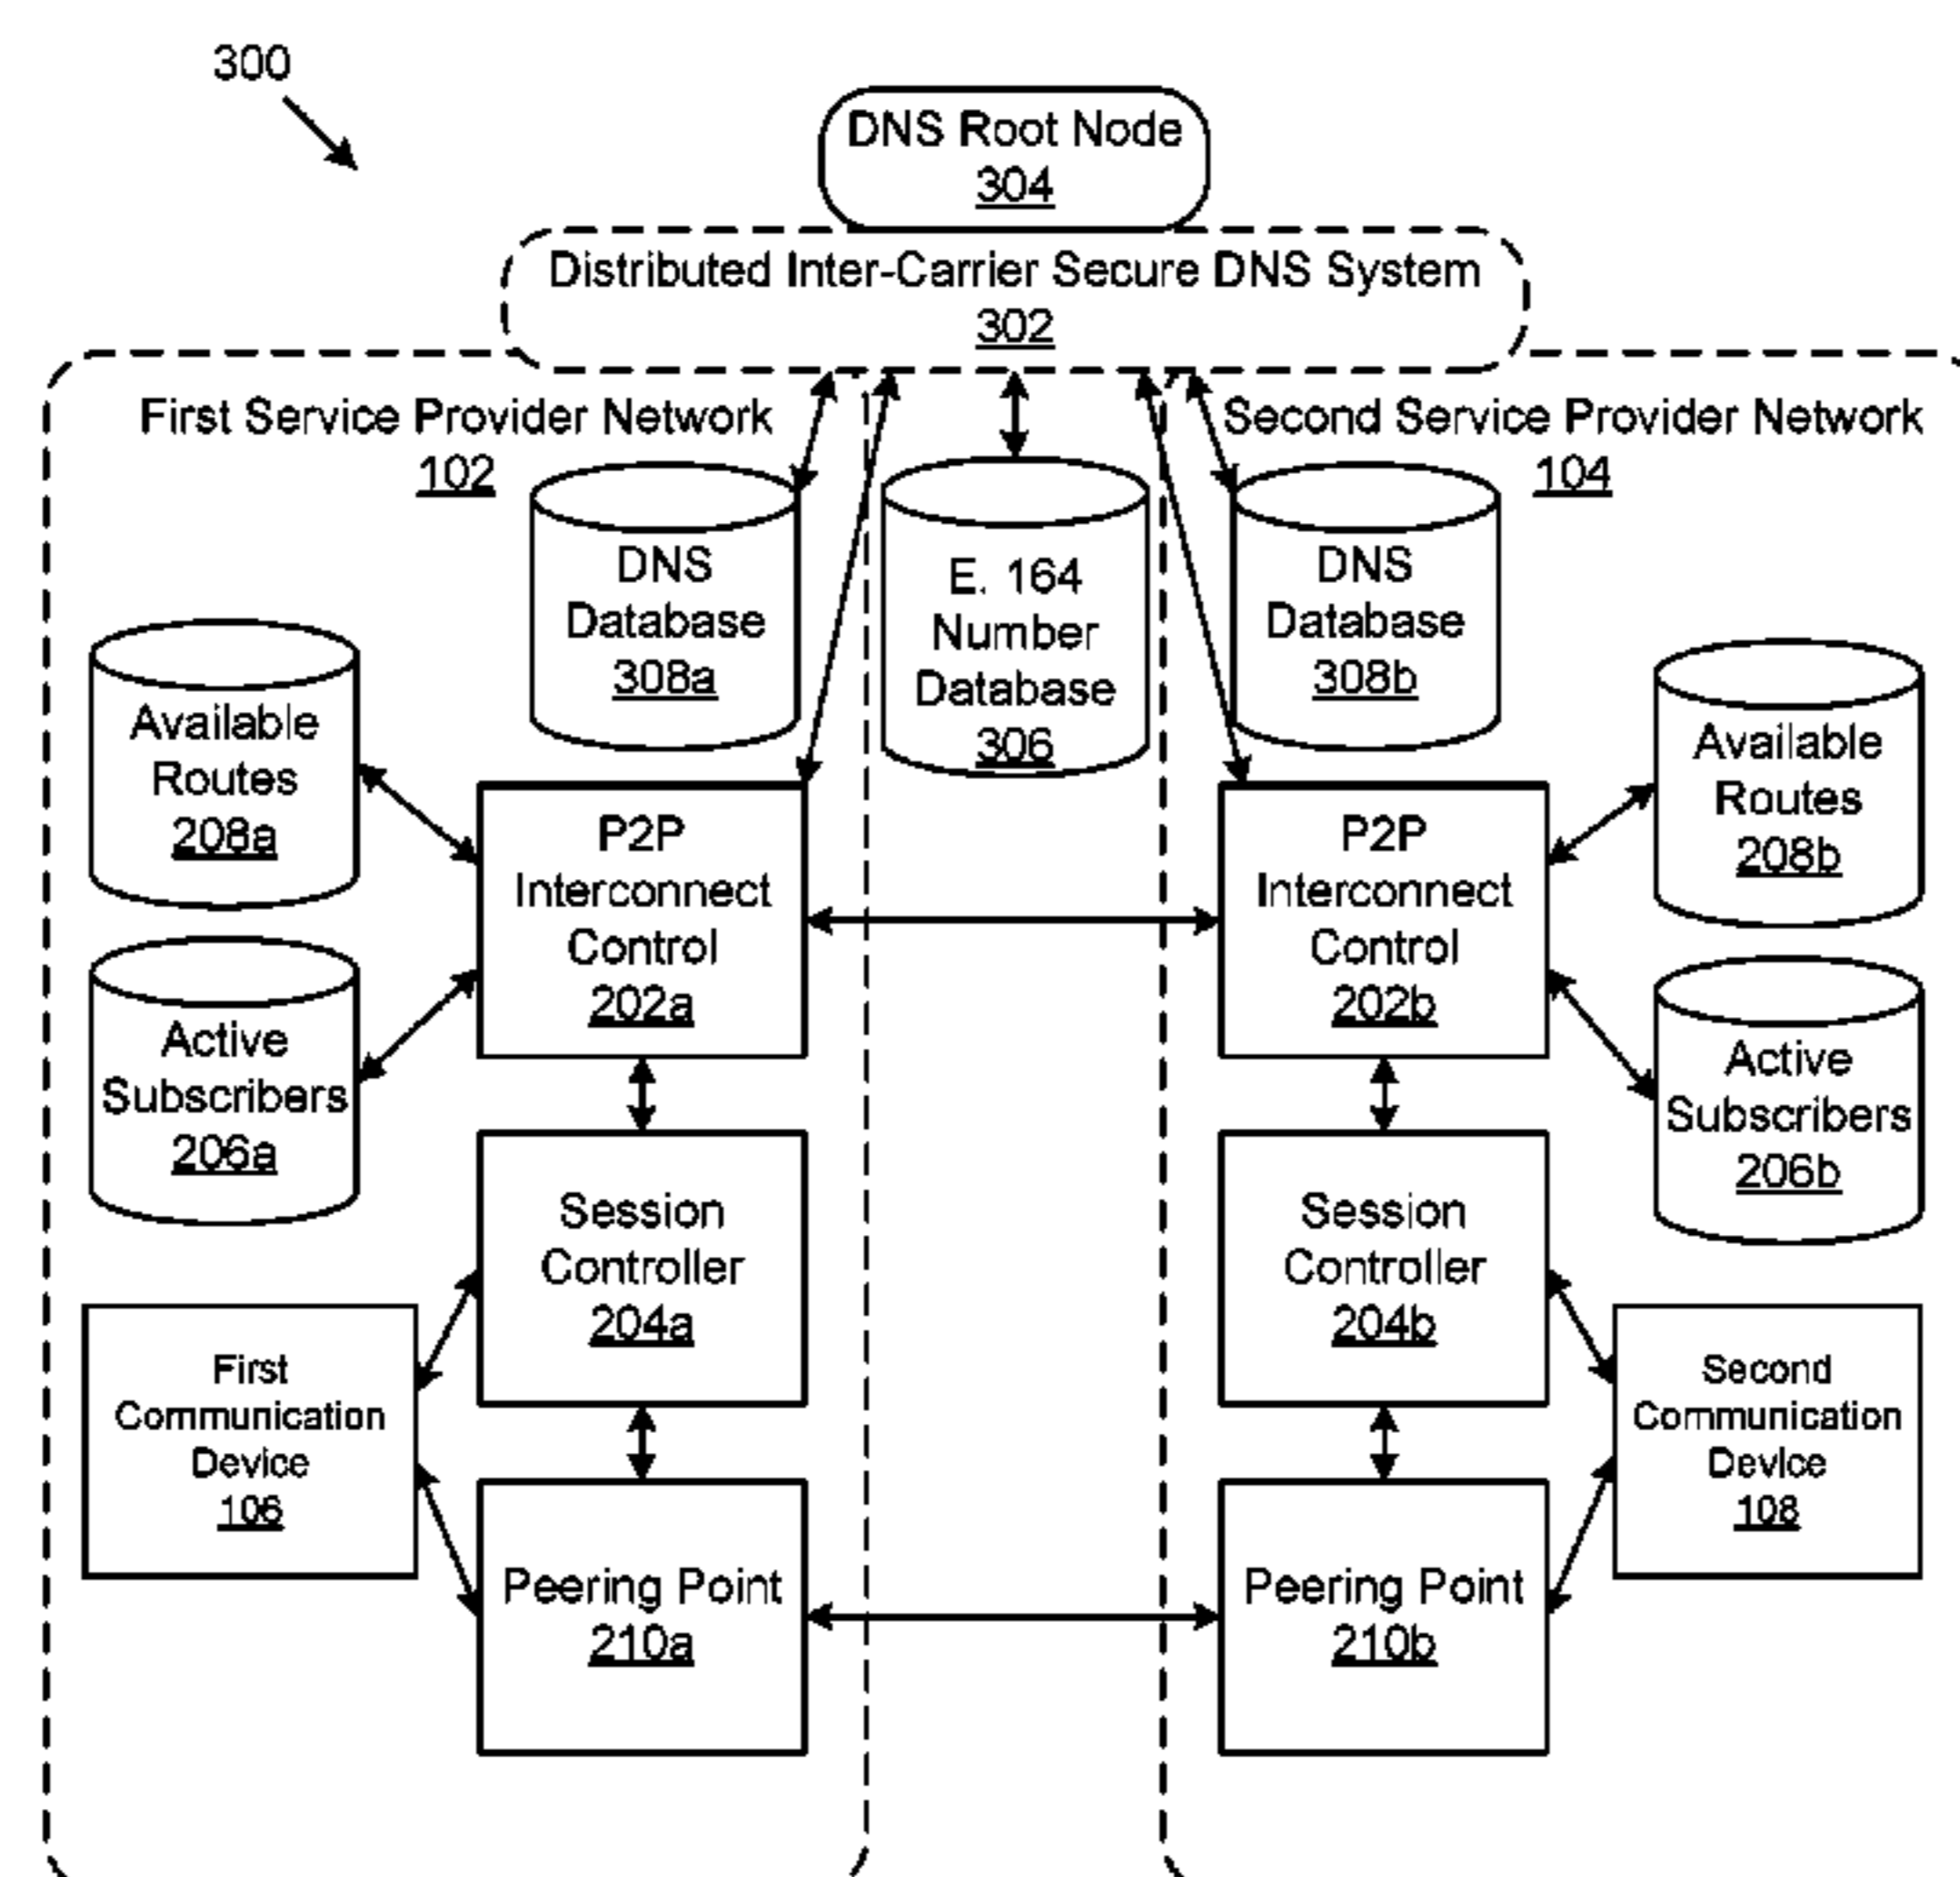 300
DNS Root Node
304
Distributed Inter-Carrier Secure DNS System
302
First Service Provider Network
102
Second Service Provider Network
104
DNS
Database
308a
E. 164
Number
Database
306
DNS
Database
308b
Available
Routes
208a
P2P
Interconnect
Control
202a
P2P
Interconnect
Control
202b
Available
Routes
208b
Active
Subscribers
206a
Active
Subscribers
206b
Session
Controller
204a
Session
Controller
204b
First
Communication
Device
106
Second
Communication
Device
108
Peering Point
210a
Peering Point
210b